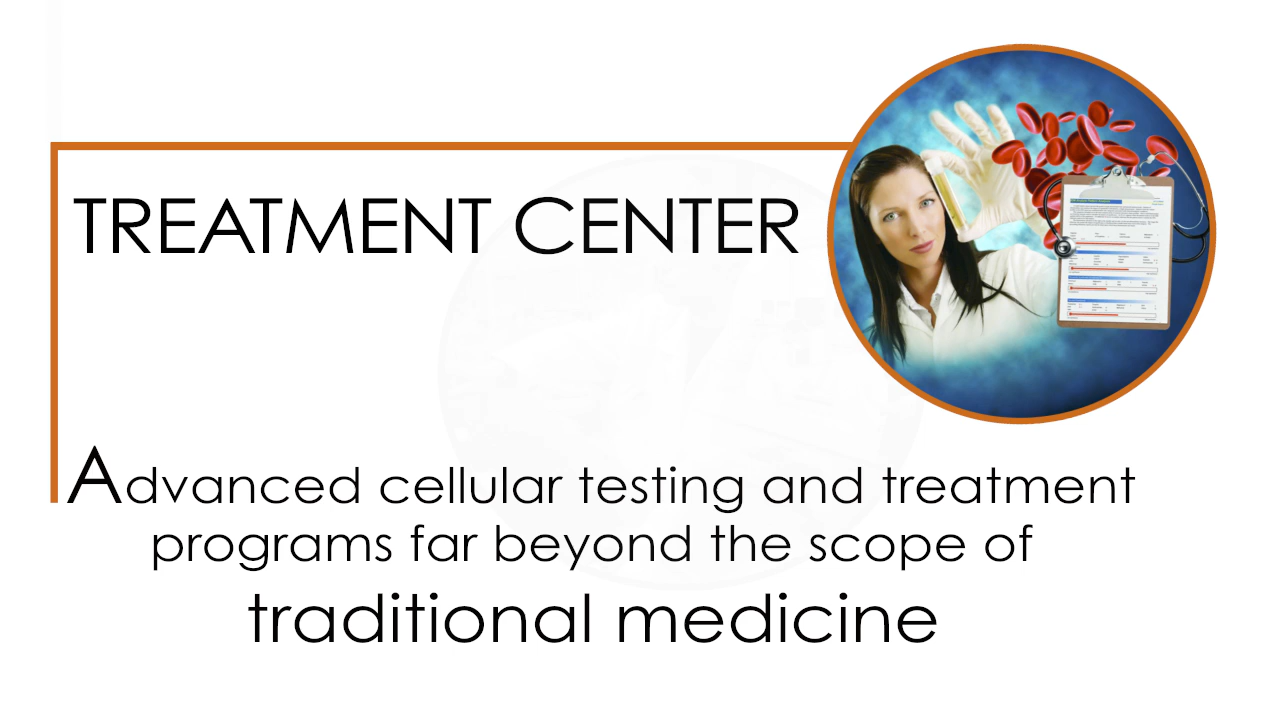 TREATMENT CENTER
Advanced cellular testing and treatment
programs far beyond the scope of
traditional medicine